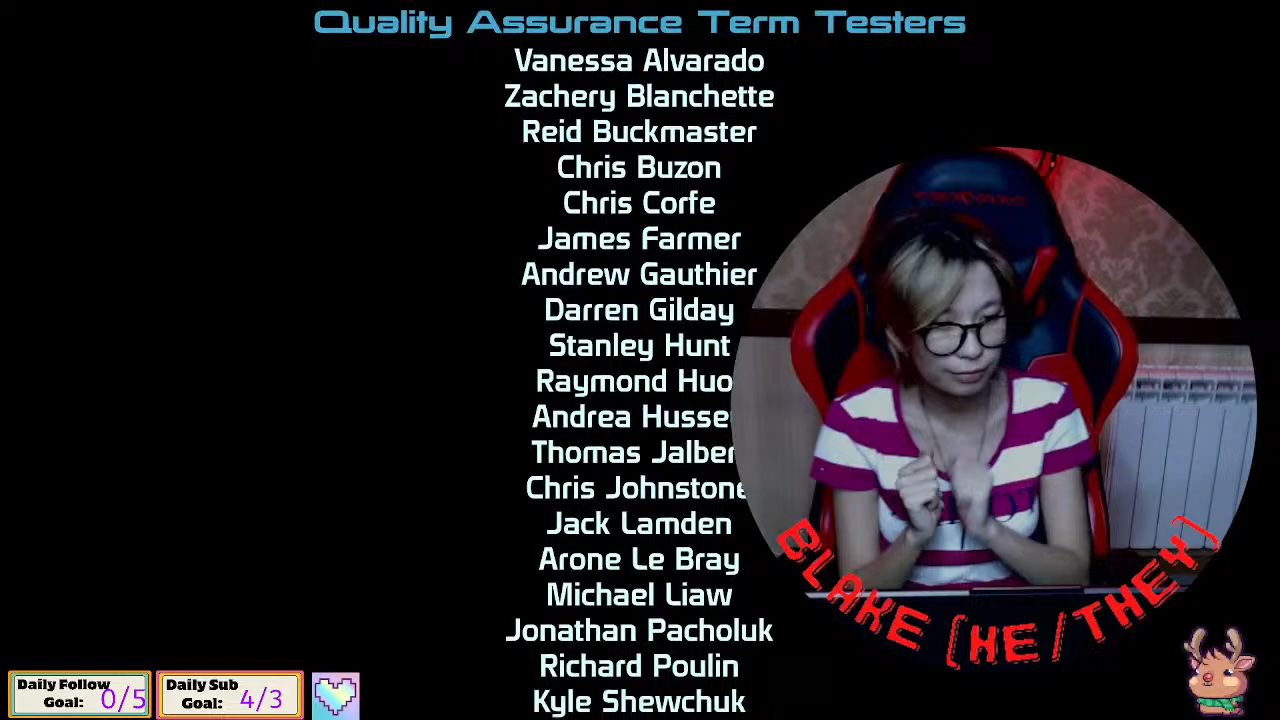 Quality Assurance Term Testers
Vanessa Alvarado
Zachery Blanchette
Reid Buckmaster
Chris Buzon
Chris Corfe
James Farmer
Andrew Gauthier
Darren Gilday
Stanley Hunt
Raymond Huo
Andrea Husse
Thomas Jalber
Chris Johnstone
Jack Lamden
Arone Le Bray
Michael Liaw
Jonathan Pacholuk
Richard Poulin
Kyle Shewchuk
BLAKE (HE/THEY)
Daily Follow
Goal: 0/5
Daily Sub
Goal: 4/3